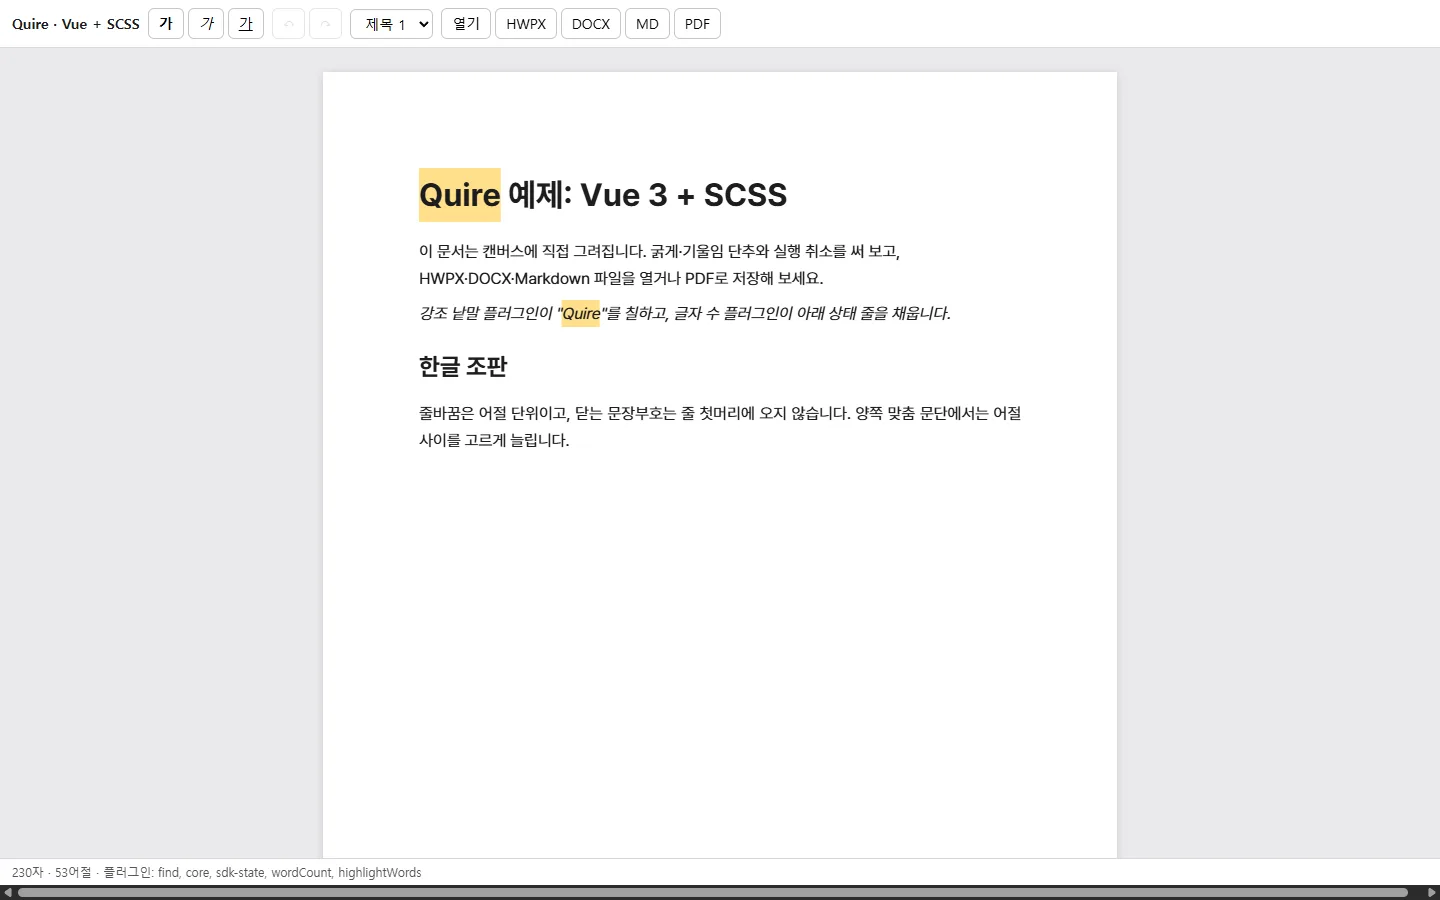 Quire · Vue + SCSS 가 가 가 제목 1 열기 HWPX DOCX MD PDF
Quire 예제: Vue 3 + SCSS
이 문서는 캔버스에 직접 그려집니다. 굵게·기울임 단추와 실행 취소를 써 보고,
HWPX·DOCX·Markdown 파일을 열거나 PDF로 저장해 보세요.
강조 낱말 플러그인이 "Quire"를 칠하고, 글자 수 플러그인이 아래 상태 줄을 채웁니다.
한글 조판
줄바꿈은 어절 단위이고, 닫는 문장부호는 줄 첫머리에 오지 않습니다. 양쪽 맞춤 문단에서는 어절
사이를 고르게 늘립니다.
230자 · 53어절 · 플러그인: find, core, sdk-state, wordCount, highlightWords